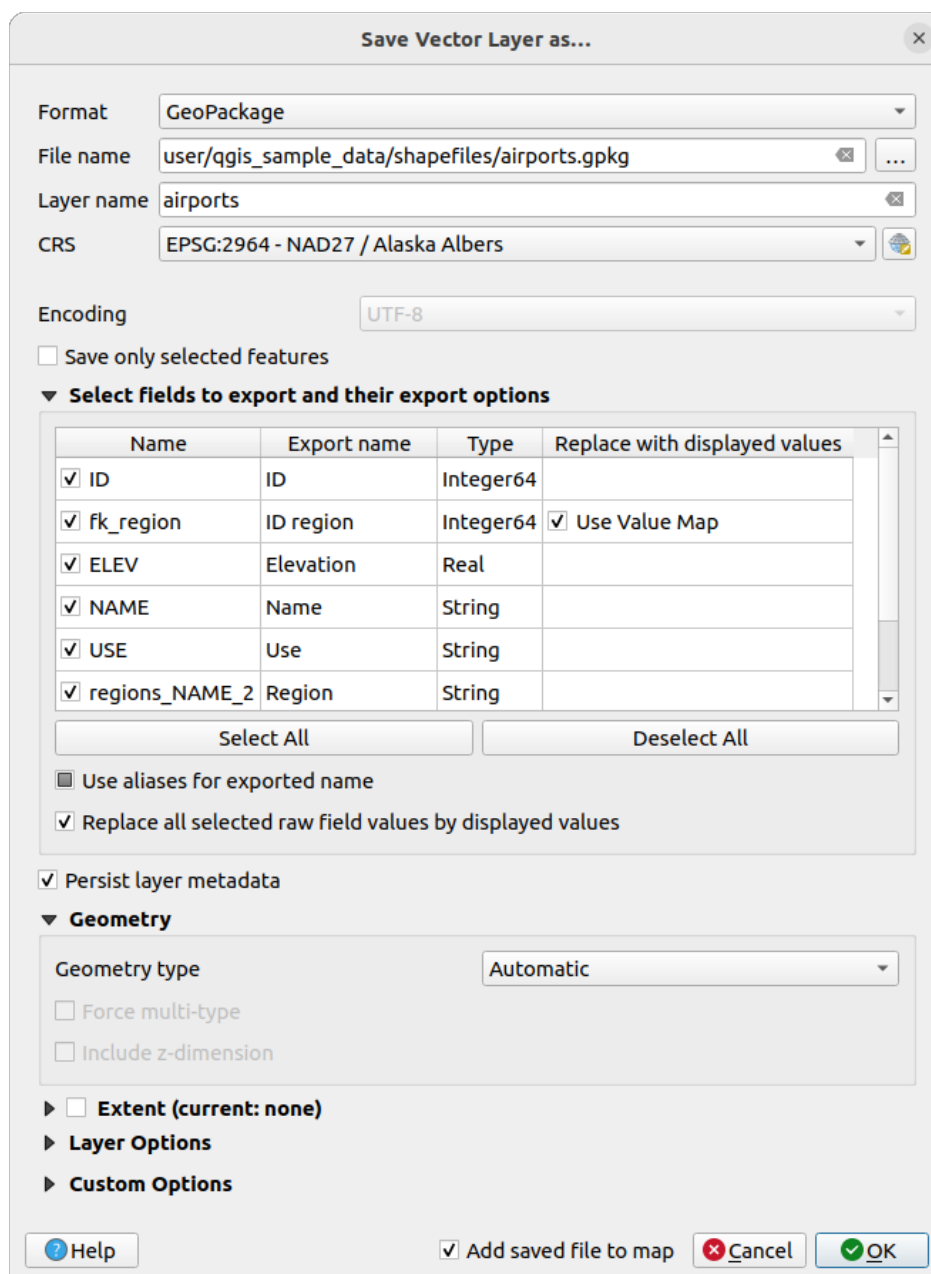 Save Vector Layer as...
Format GeoPackage
File name user/qgis_sample_data/shapefiles/airports.gpkg ...
Layer name airports
CRS EPSG:2964 - NAD27 / Alaska Albers
Encoding UTF-8
Save only selected features
Select fields to export and their export options
Name Export name Type Replace with displayed values
ID ID Integer64
fk_region ID region Integer64 Use Value Map
ELEV Elevation Real
NAME Name String
USE Use String
regions_NAME_2 Region String
Select All Deselect All
Use aliases for exported name
Replace all selected raw field values by displayed values
Persist layer metadata
Geometry
Geometry type Automatic
Force multi-type
Include z-dimension
Extent (current: none)
Layer Options
Custom Options
Help Add saved file to map Cancel OK